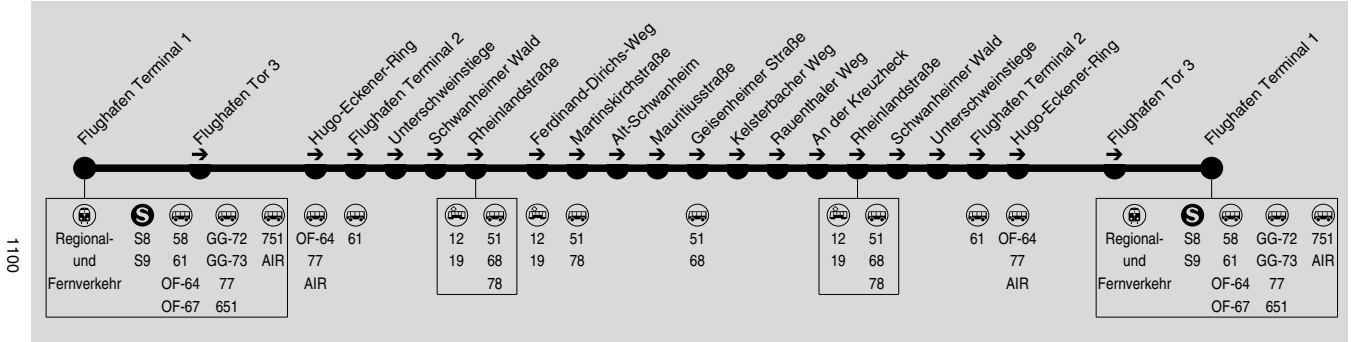 Flughafen Terminal 1
Flughafen Tor 3
Hugo-Eckener-Ring
Flughafen Terminal 2
Unterschweinstiege
Schwanheimer Wald
Rheinlandstraße
Ferdinand-Dirichs-Weg
Martinskirchstraße
Alt-Schwanheim
Mauritiusstraße
Geisenheimer Straße
Kelsterbacher Weg
Rauenthaler Weg
An der Kreuzheck
Rheinlandstraße
Schwanheimer Wald
Unterschweinstiege
Flughafen Terminal 2
Hugo-Eckener-Ring
Flughafen Tor 3
Flughafen Terminal 1
S S
Regional- S8 58 GG-72 751 OF-64 61 12 51 12 51 51 12 51 61 OF-64 Regional- S8 58 GG-72 751
und S9 61 GG-73 AIR 77 19 68 19 78 68 19 68 77 und S9 61 GG-73 AIR
Fernverkehr OF-64 77 AIR 78 78 AIR Fernverkehr OF-64 77
OF-67 651 OF-67 651
1100